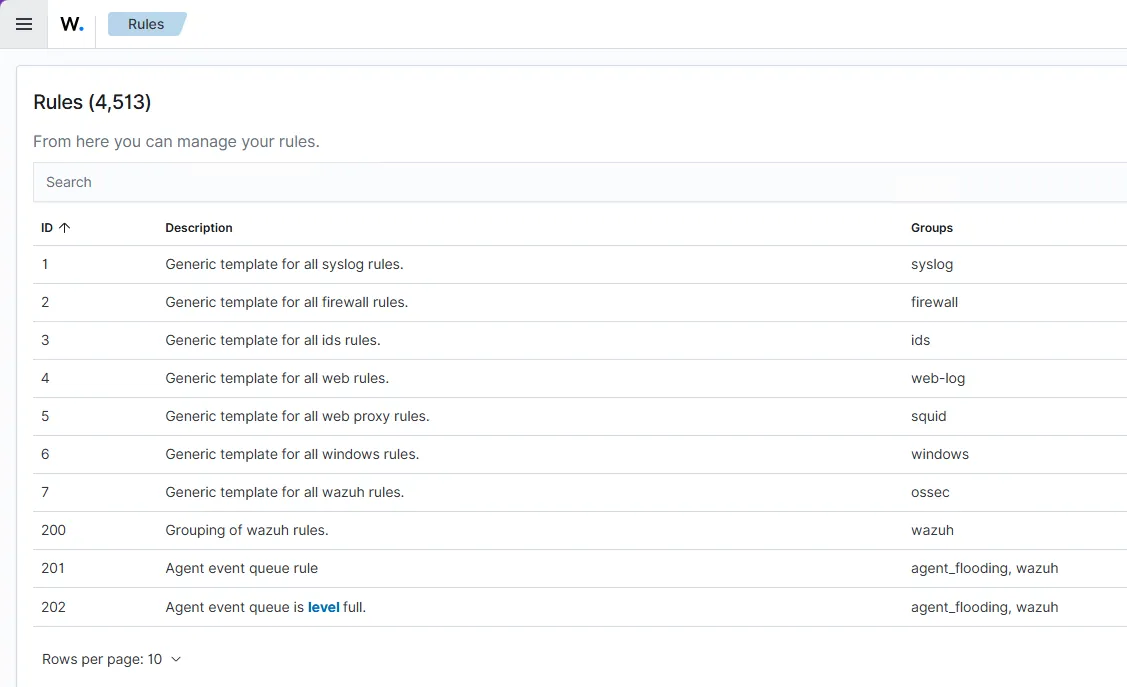 W. Rules
Rules (4,513)
From here you can manage your rules.
Search
ID Description Groups
1 Generic template for all syslog rules. syslog
2 Generic template for all firewall rules. firewall
3 Generic template for all ids rules. ids
4 Generic template for all web rules. web-log
5 Generic template for all web proxy rules. squid
6 Generic template for all windows rules. windows
7 Generic template for all wazuh rules. ossec
200 Grouping of wazuh rules. wazuh
201 Agent event queue rule agent_flooding, wazuh
202 Agent event queue is level full. agent_flooding, wazuh
Rows per page: 10